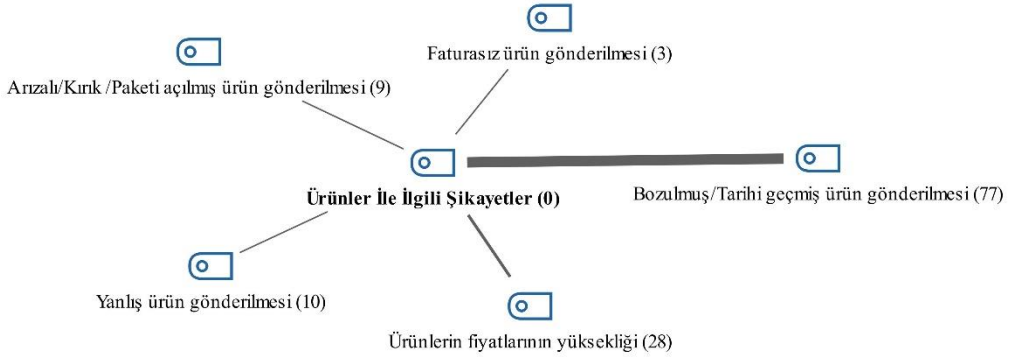 Faturasız ürün gönderilmesi (3)
Arızalı/Kırık /Paketi açılmış ürün gönderilmesi (9)
Ürünler İle İlgili Şikayetler (0)
Bozulmuş/Tarihi geçmiş ürün gönderilmesi (77)
Yanlış ürün gönderilmesi (10)
Ürünlerin fiyatlarının yüksekliği (28)